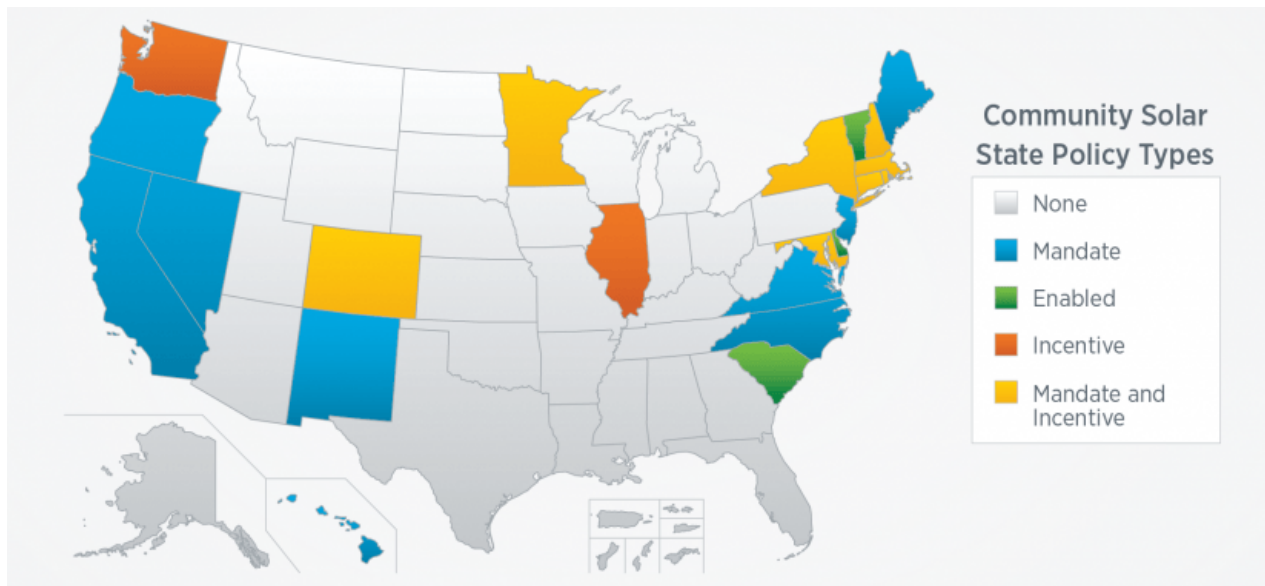 Community Solar
State Policy Types
None
Mandate
Enabled
Incentive
Mandate and
Incentive